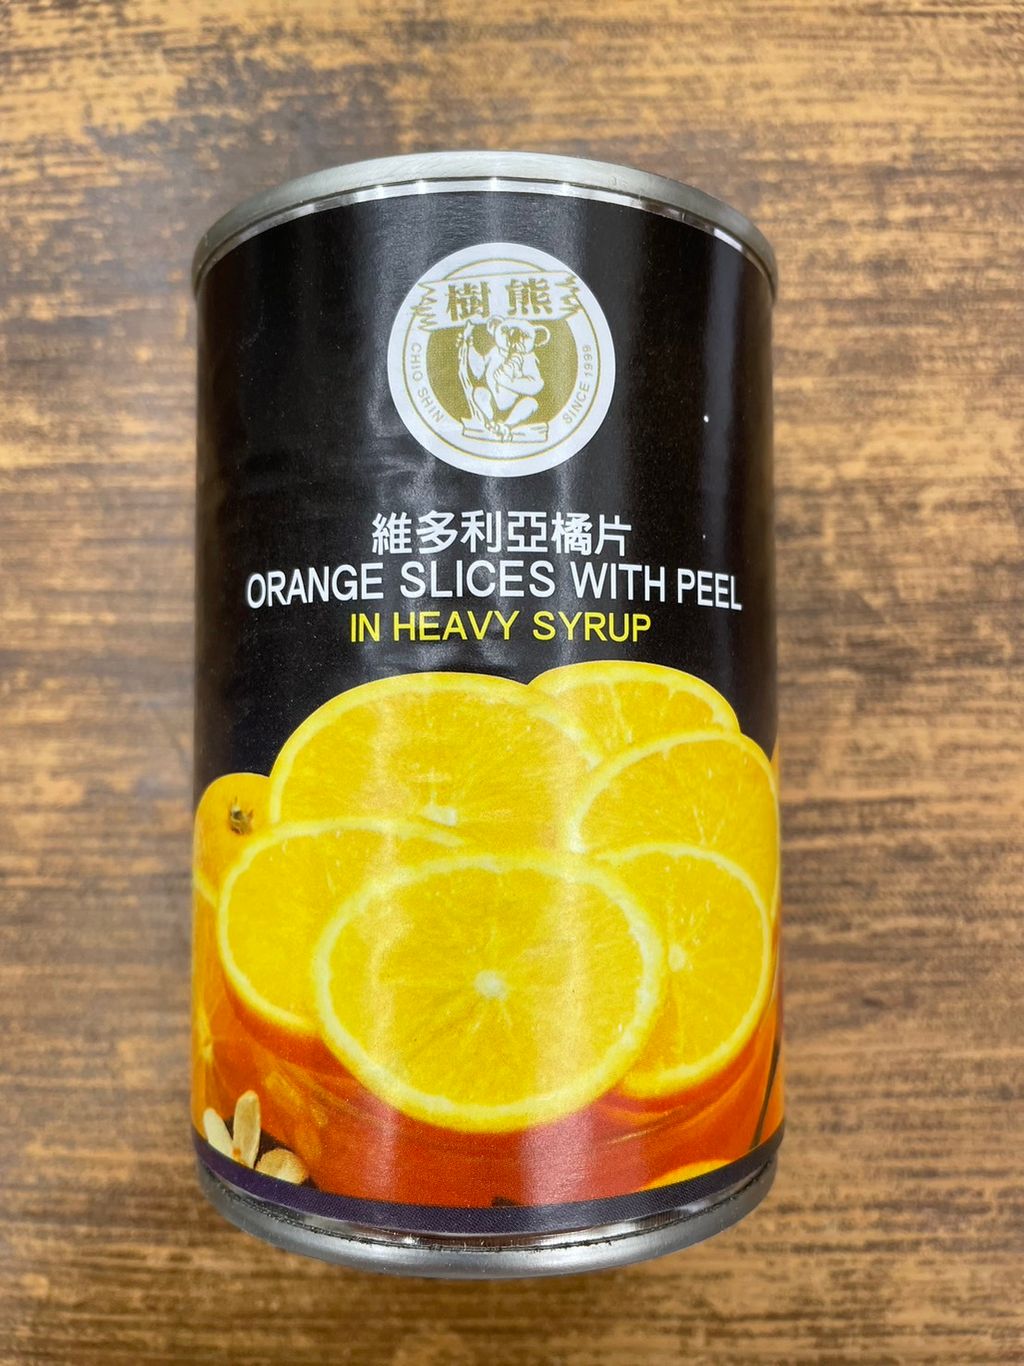 樹熊
CHIO SHIN
SINCE 1999
維多利亞橘片
ORANGE SLICES WITH PEEL
IN HEAVY SYRUP